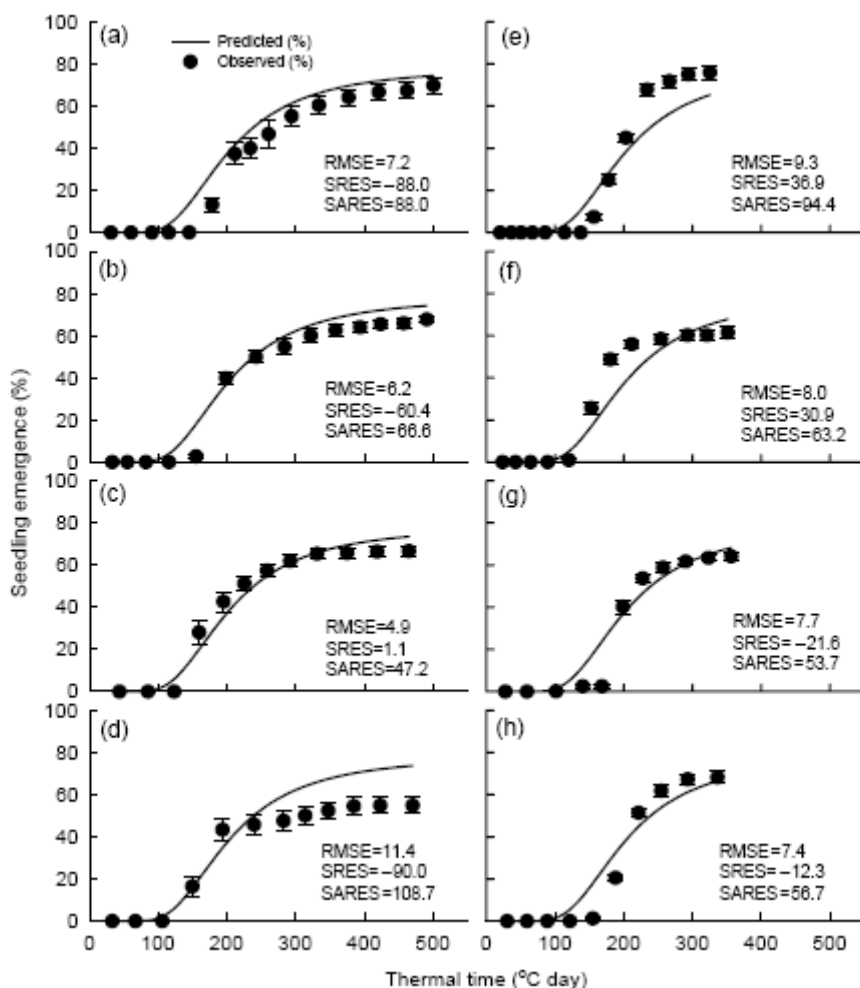 (a)
Predicted (%)
Observed (%)
RMSE=7.2
SRES=−88.0
SARES=88.0
(e)
RMSE=9.3
SRES=36.9
SARES=94.4
(b)
RMSE=6.2
SRES=−60.4
SARES=66.6
(f)
RMSE=8.0
SRES=30.9
SARES=63.2
(c)
RMSE=4.9
SRES=1.1
SARES=47.2
(g)
RMSE=7.7
SRES=−21.6
SARES=53.7
(d)
RMSE=11.4
SRES=−90.0
SARES=108.7
(h)
RMSE=7.4
SRES=−12.3
SARES=56.7
100
80
60
40
20
0
80
60
40
20
0
80
60
40
20
0
100
80
60
40
20
0
0 100 200 300 400 500
0 100 200 300 400 500
Seedling emergence (%)
Thermal time (°C day)